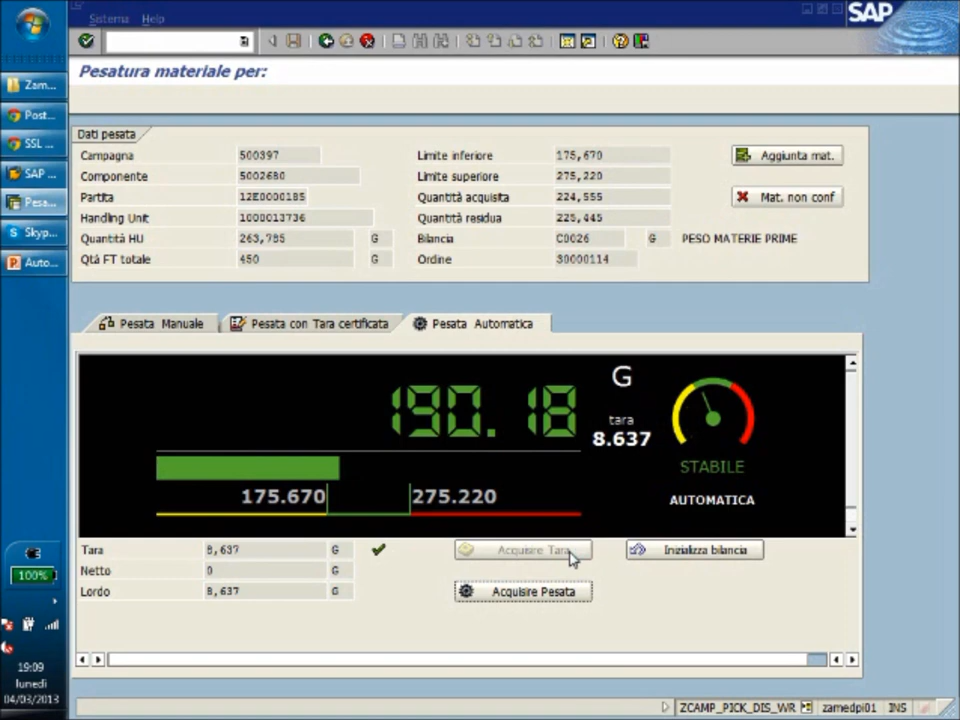 Sistema Help
SAP
Pesatura materiale per:
Zam...
Post...
SSL ...
SAP ...
Pesa...
Skyp...
Auto...
Dati pesata
Campagna 500397 Limite inferiore 175,670 Aggiunta mat.
Componente 5002680 Limite superiore 275,220
Partita 12E0000185 Quantità acquisita 224,555 Mat. non conf
Handling Unit 1000013736 Quantità residua 225,445
Quantità HU 263,785 G Bilancia C0026 G PESO MATERIE PRIME
Qtà FT totale 450 G Ordine 30000114
Pesata Manuale Pesata con Tara certificata Pesata Automatica
G
190.18
tara
8.637
STABILE
175.670 275.220
AUTOMATICA
Tara 8,637 G Acquisire Tara Inizializza bilancia
Netto 0 G
Lordo 8,637 G Acquisire Pesata
100%
19:09
lunedì
04/03/2013
ZCAMP_PICK_DIS_WR zamedpi01 INS